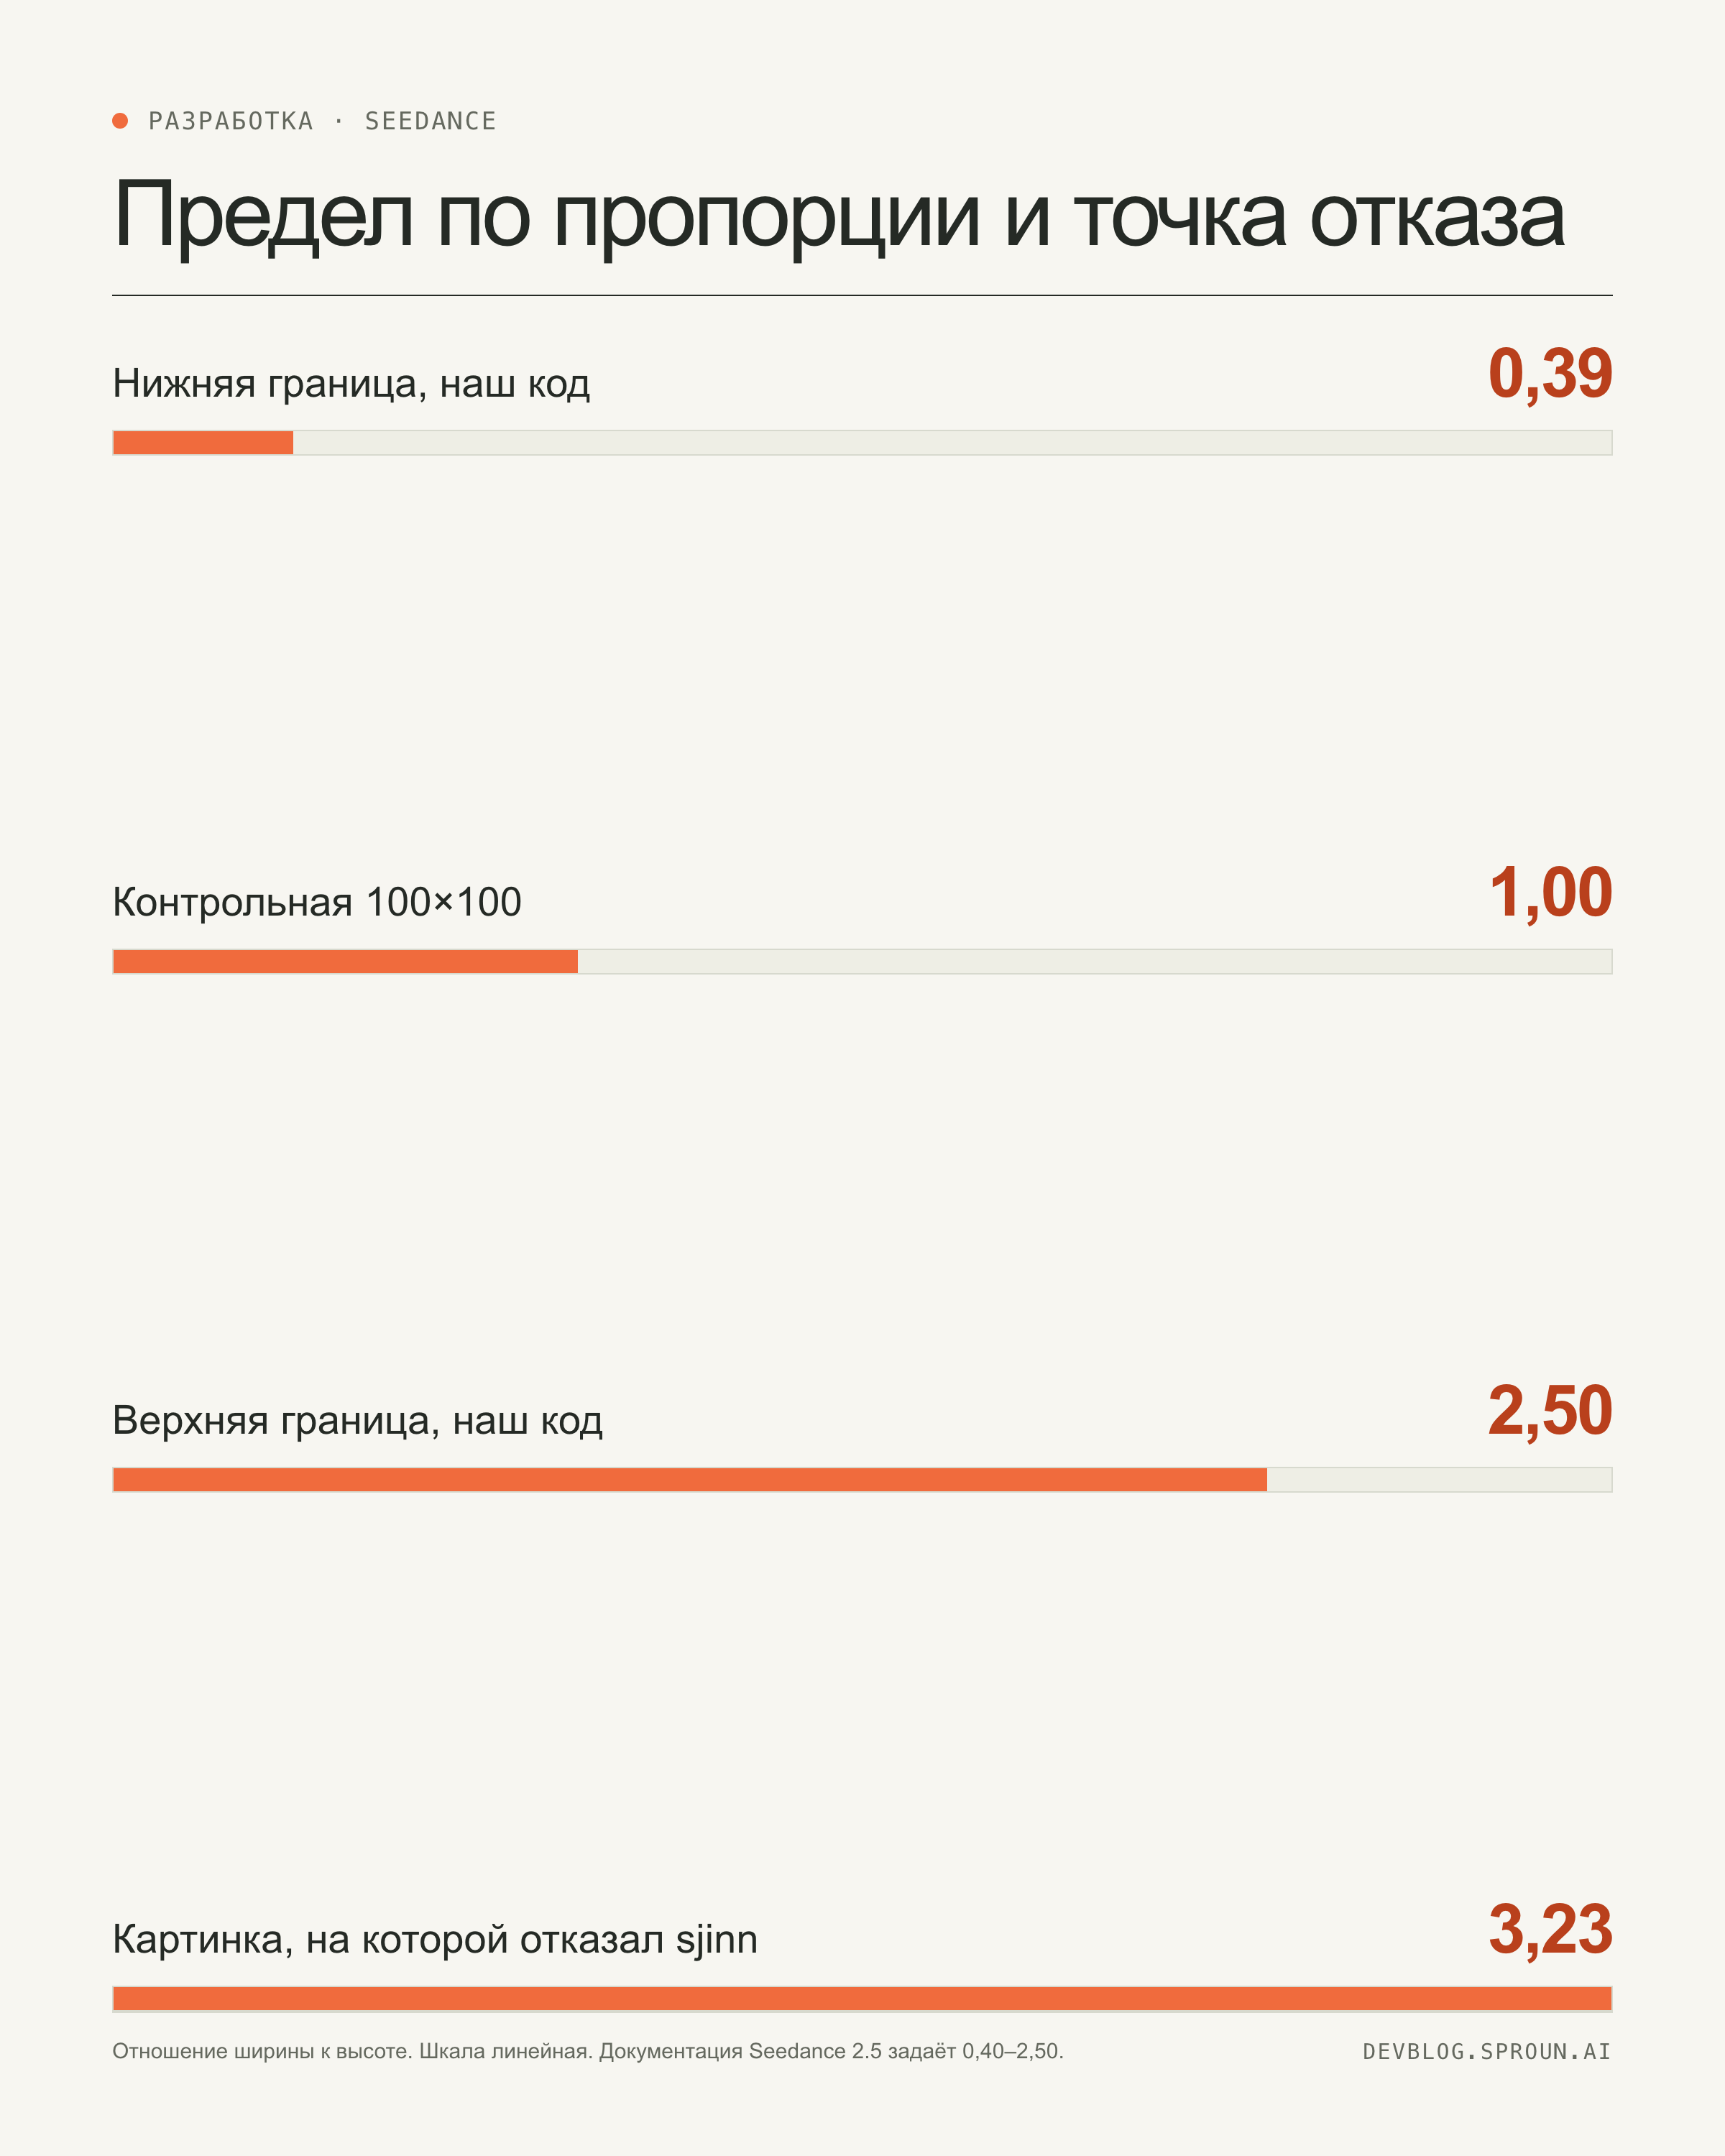 РАЗРАБОТКА · SEEDANCE
Предел по пропорции и точка отказа
Нижняя граница, наш код
0,39
Контрольная 100×100
1,00
Верхняя граница, наш код
2,50
Картинка, на которой отказал sjinn
3,23
Отношение ширины к высоте. Шкала линейная. Документация Seedance 2.5 задаёт 0,40–2,50.
DEVBLOG.SPROUN.AI